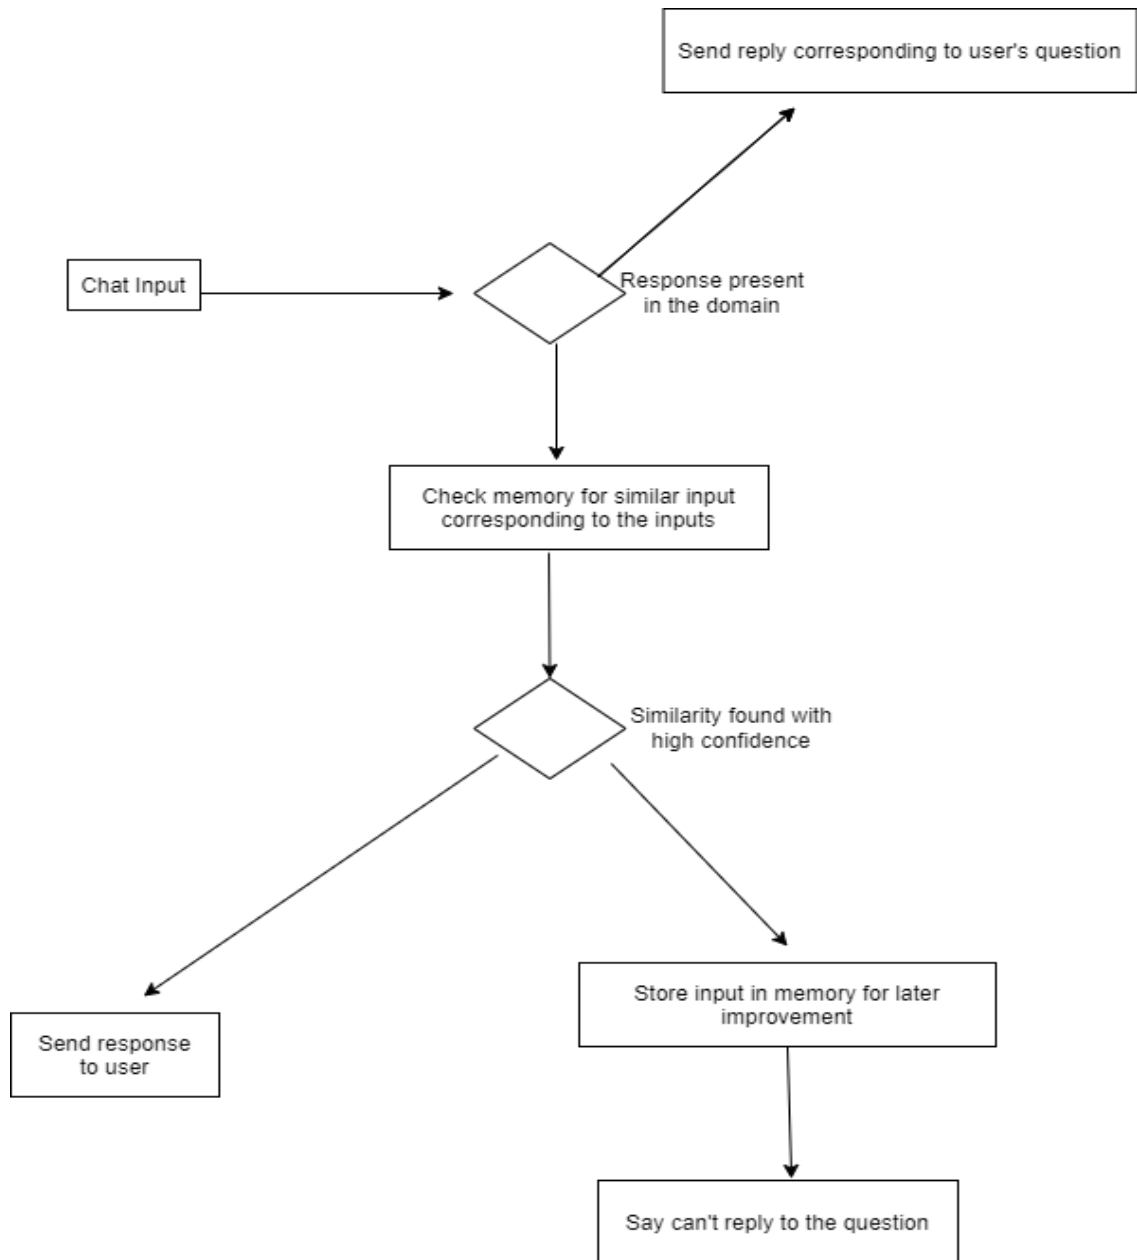 Send reply corresponding to user's question
Chat Input
Response present
in the domain
Check memory for similar input
corresponding to the inputs
Similarity found with
high confidence
Store input in memory for later
improvement
Send response
to user
Say can't reply to the question